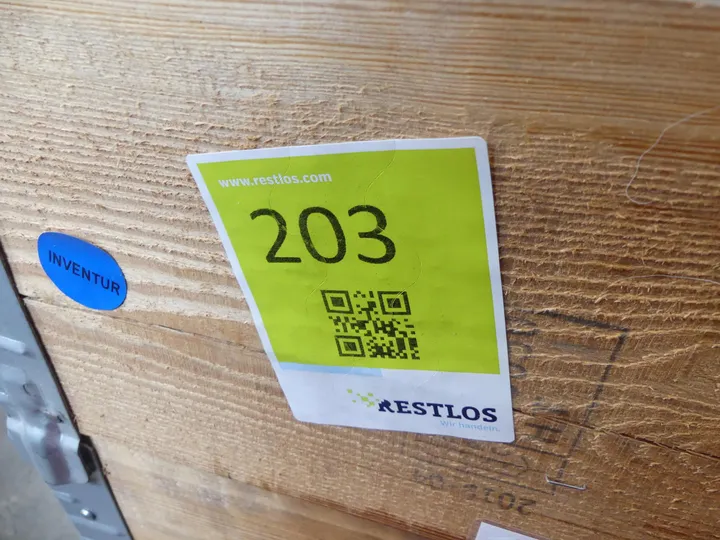 www.restlos.com
203
INVENTUR
RESTLOS
Wir handeln.